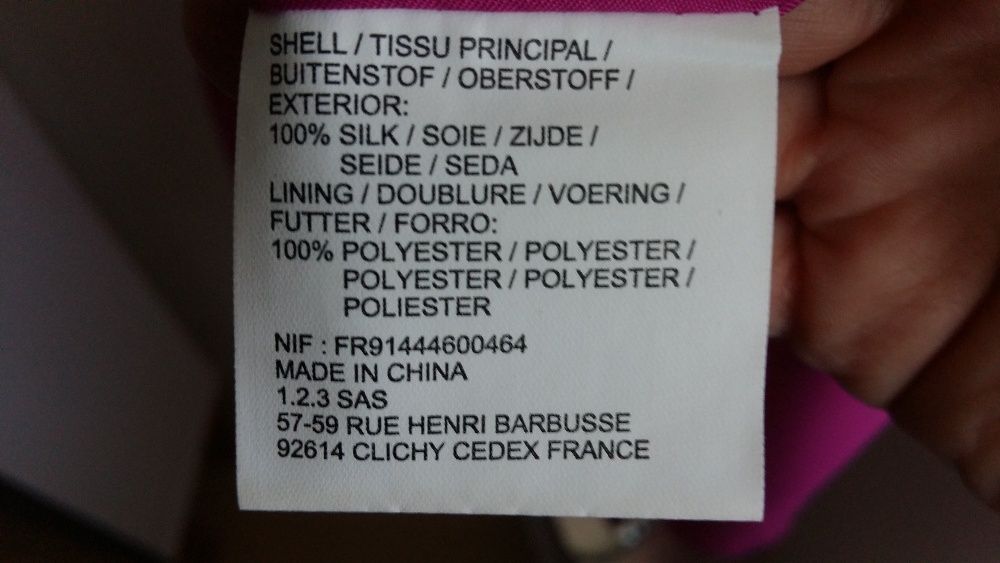 SHELL / TISSU PRINCIPAL /
BUITENSTOF / OBERSTOFF /
EXTERIOR:
100% SILK / SOIE / ZIJDE /
SEIDE / SEDA
LINING / DOUBLURE / VOERING /
FUTTER / FORRO:
100% POLYESTER / POLYESTER /
POLYESTER / POLYESTER /
POLIESTER
NIF : FR91444600464
MADE IN CHINA
1.2.3 SAS
57-59 RUE HENRI BARBUSSE
92614 CLICHY CEDEX FRANCE